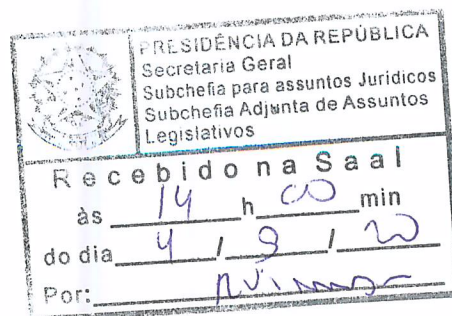 PRESIDÊNCIA DA REPÚBLICA
Secretaria Geral
Subchefia para assuntos Jurídicos
Subchefia Adjunta de Assuntos
Legislativos
Recebido na Saal
às 14 h 00 min
do dia 4 / 9 / 20
Por: